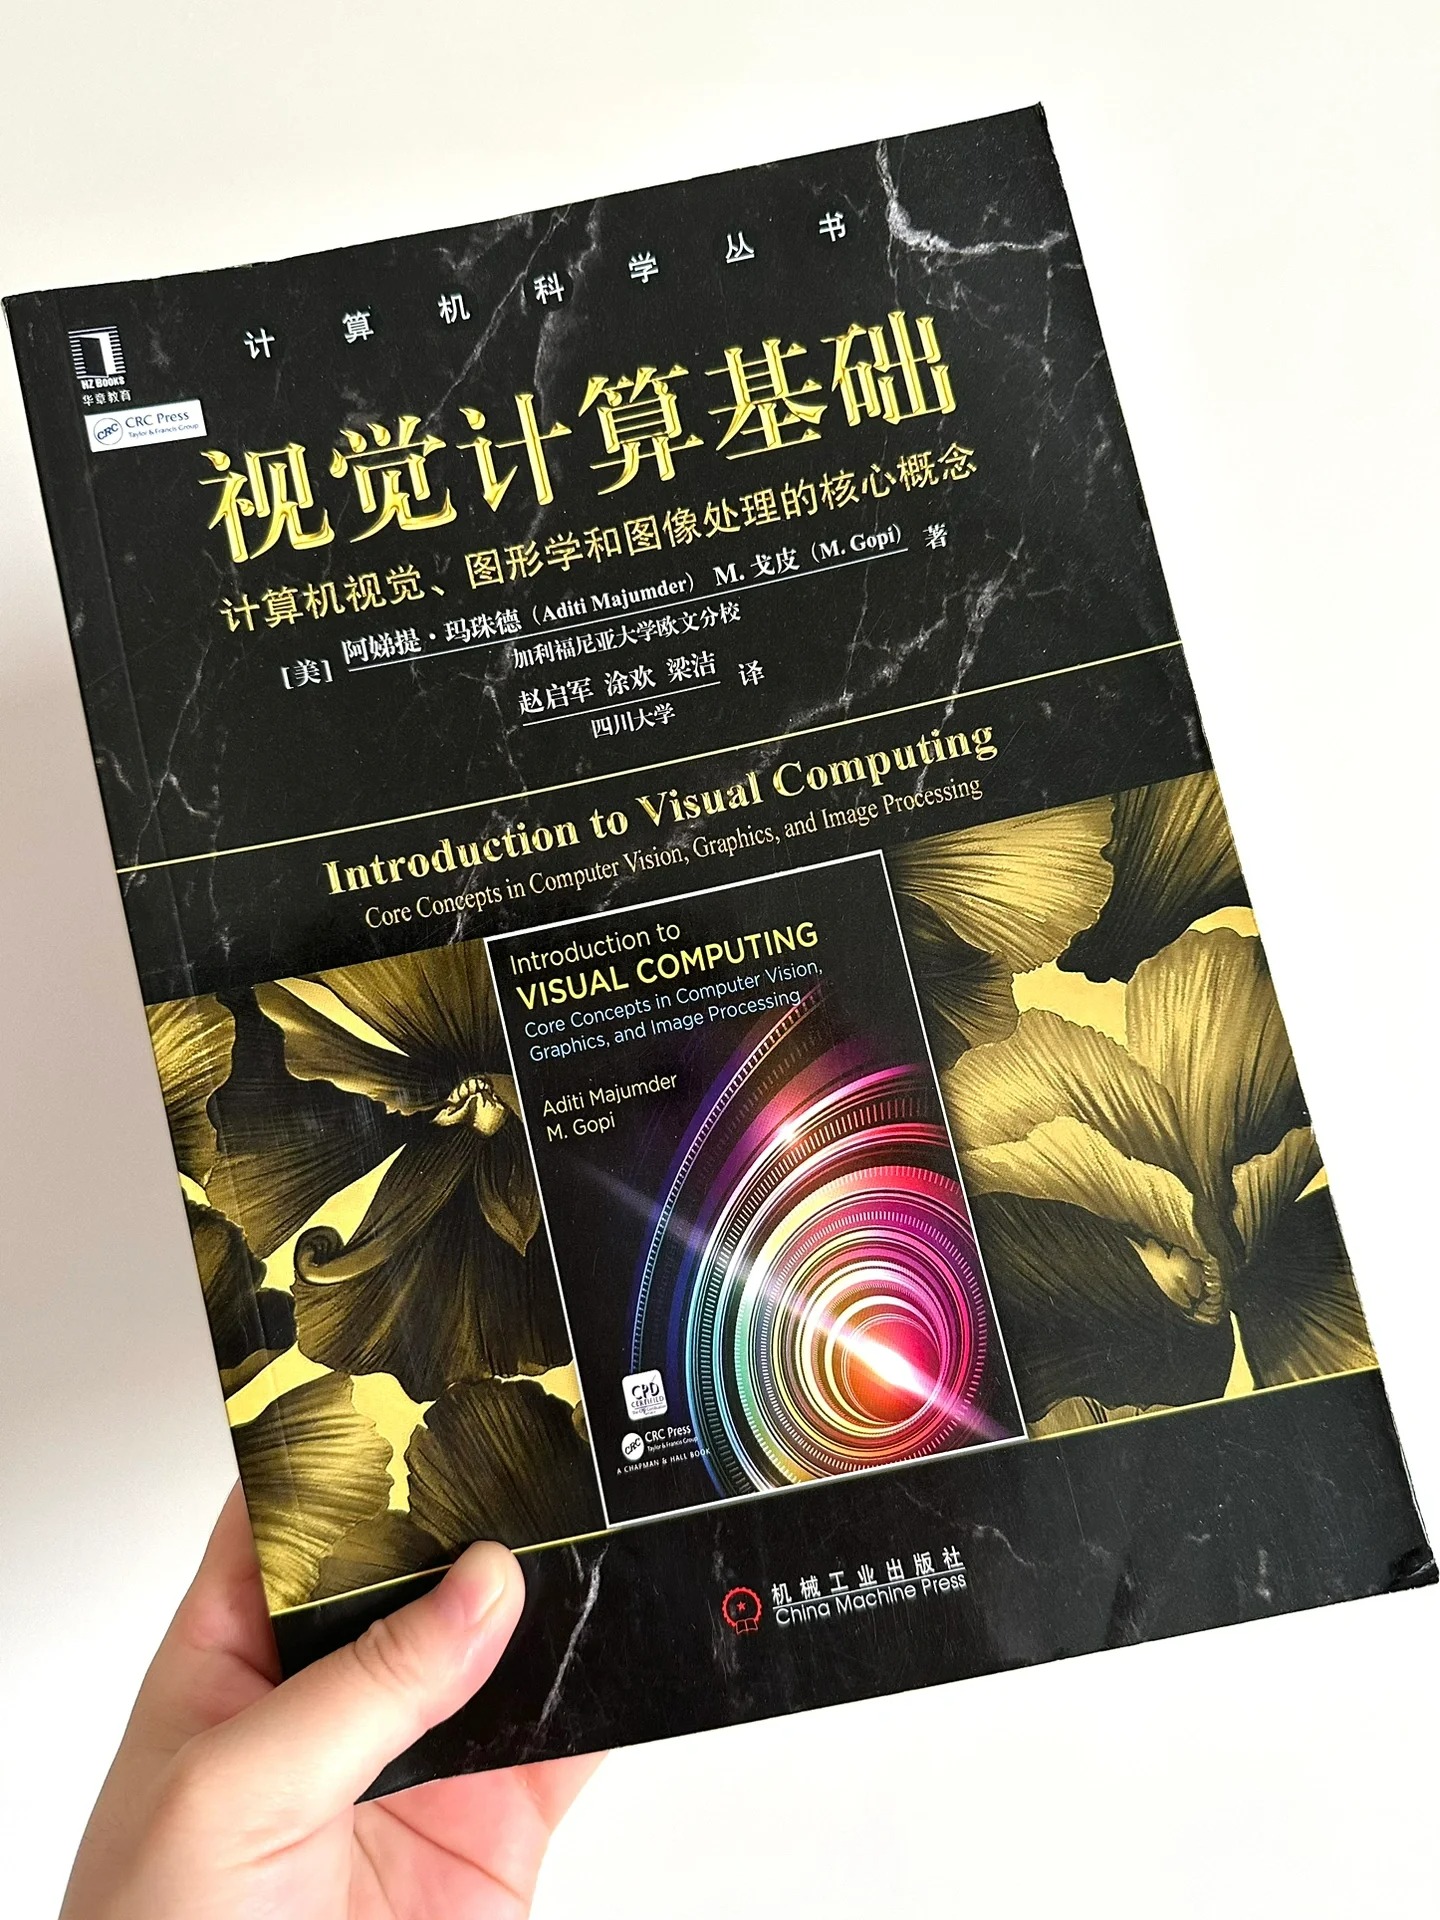 计算机科学丛书
HZ BOOKS
华章教育
CRC
CRC Press
Taylor & Francis Group
视觉计算基础
计算机视觉、图形学和图像处理的核心概念
[美] 阿娣提·玛珠德（Aditi Majumder） M. 戈皮（M. Gopi） 著
加利福尼亚大学欧文分校
赵启军 涂欢 梁洁 译
四川大学
Introduction to Visual Computing
Core Concepts in Computer Vision, Graphics, and Image Processing
Introduction to
VISUAL COMPUTING
Core Concepts in Computer Vision,
Graphics, and Image Processing
Aditi Majumder
M. Gopi
CPD
CERTIFIED
CRC
CRC Press
Taylor & Francis Group
A CHAPMAN & HALL BOOK
机械工业出版社
China Machine Press